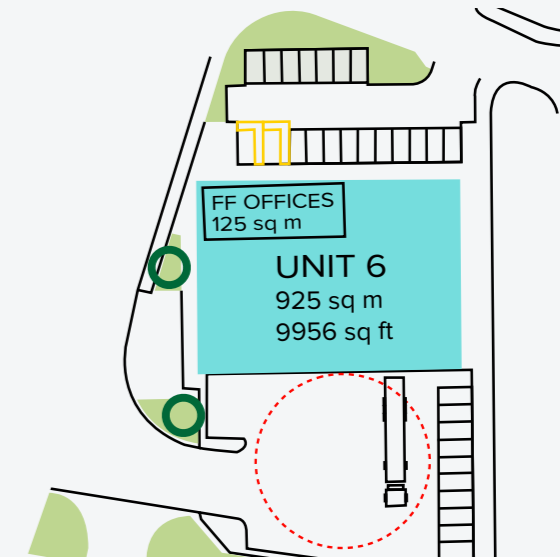 FF OFFICES
125 sq m
UNIT 6
925 sq m
9956 sq ft